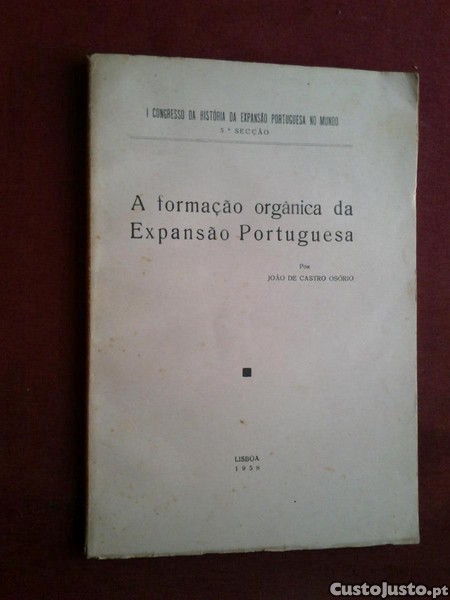 I CONGRESSO DA HISTÓRIA DA EXPANSÃO PORTUGUESA NO MUNDO
5.ª SECÇÃO
A formação orgânica da
Expansão Portuguesa
Por
JOÃO DE CASTRO OSÓRIO
LISBOA
CustoJusto.pt